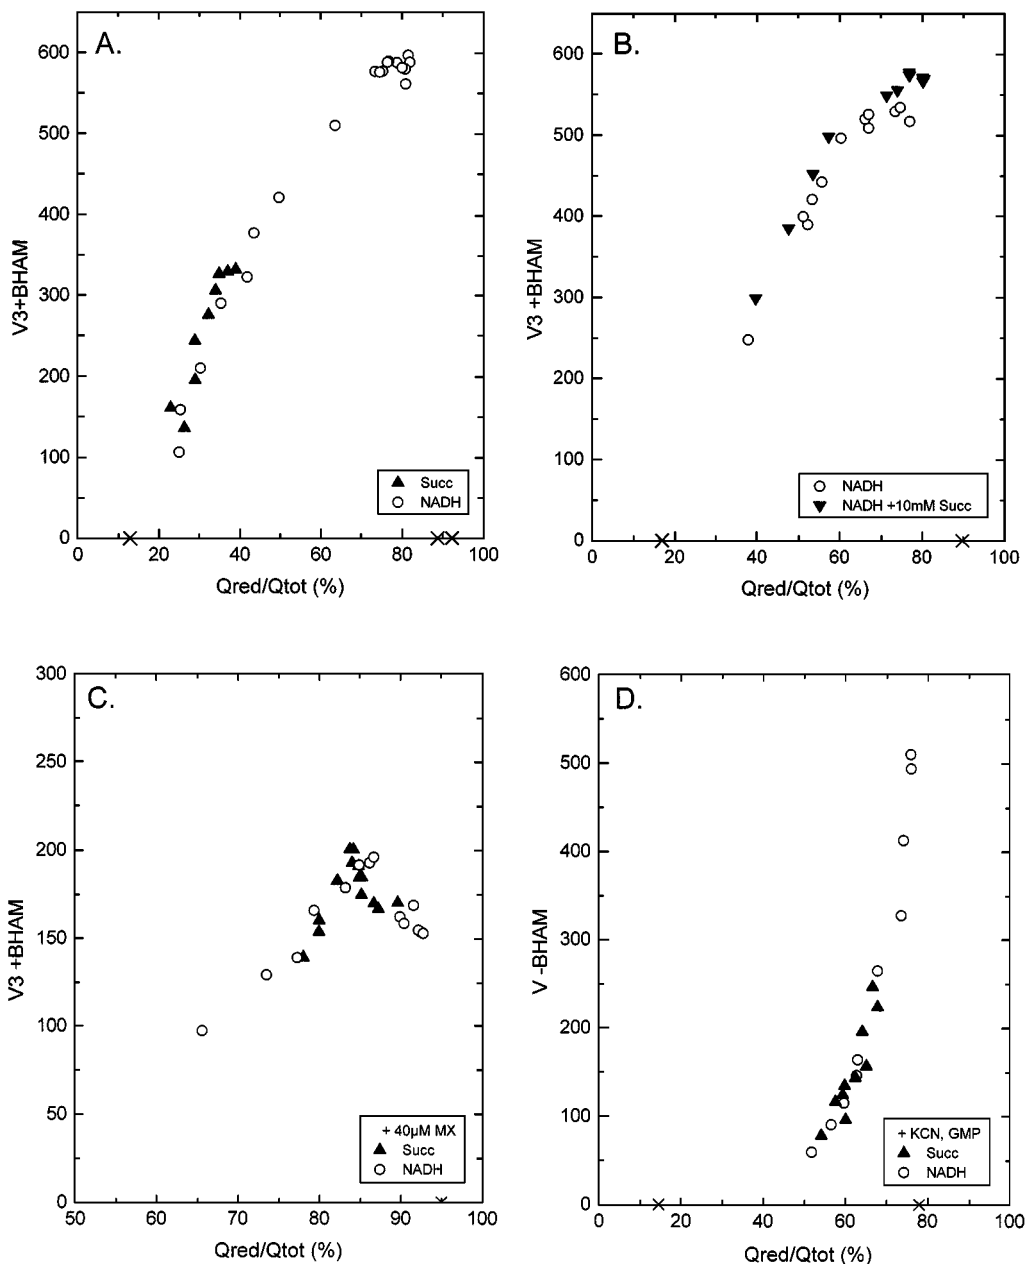 A.
600
500
400
300
200
100
0
V3+BHAM
Succ
NADH
0 20 40 60 80 100
Qred/Qtot (%)
B.
600
500
400
300
200
100
0
V3 +BHAM
NADH
NADH +10mM Succ
0 20 40 60 80 100
Qred/Qtot (%)
C.
300
250
200
150
100
50
0
V3 +BHAM
+ 40µM MX
Succ
NADH
50 60 70 80 90 100
Qred/Qtot (%)
D.
600
500
400
300
200
100
0
V -BHAM
+ KCN, GMP
Succ
NADH
0 20 40 60 80 100
Qred/Qtot (%)